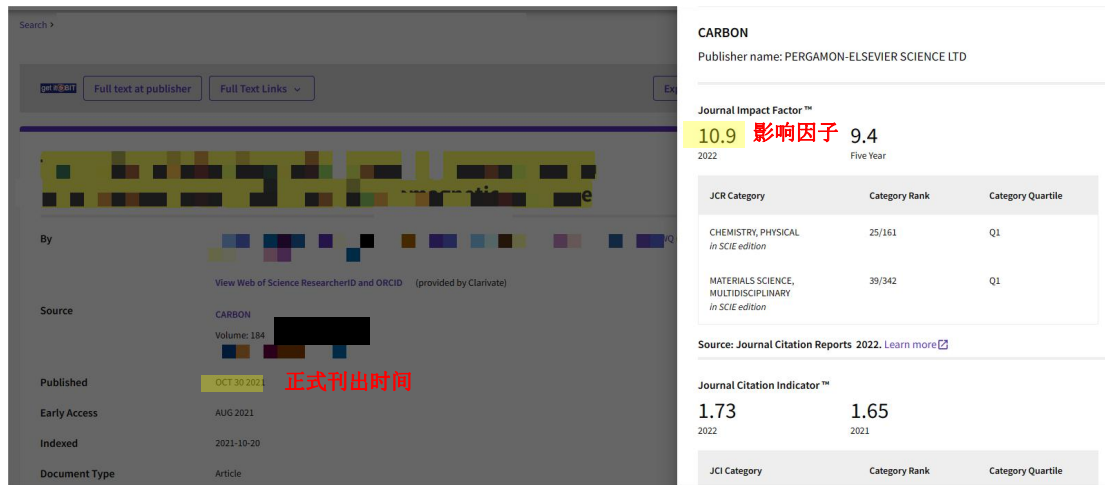 Search >
get it@BIT
Full text at publisher
Full Text Links
By
View Web of Science ResearcherID and ORCID (provided by Clarivate)
Source
CARBON
Volume: 184
Published
OCT 30 2021 正式刊出时间
Early Access
AUG 2021
Indexed
2021-10-20
Document Type
Article
CARBON
Publisher name: PERGAMON-ELSEVIER SCIENCE LTD
Journal Impact Factor ™
10.9 影响因子 9.4
2022 Five Year
JCR Category Category Rank Category Quartile
CHEMISTRY, PHYSICAL 25/161 Q1
in SCIE edition
MATERIALS SCIENCE, 39/342 Q1
MULTIDISCIPLINARY
in SCIE edition
Source: Journal Citation Reports 2022. Learn more
Journal Citation Indicator ™
1.73 1.65
2022 2021
JCI Category Category Rank Category Quartile